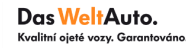 Das WeltAuto.
Kvalitní ojeté vozy. Garantováno